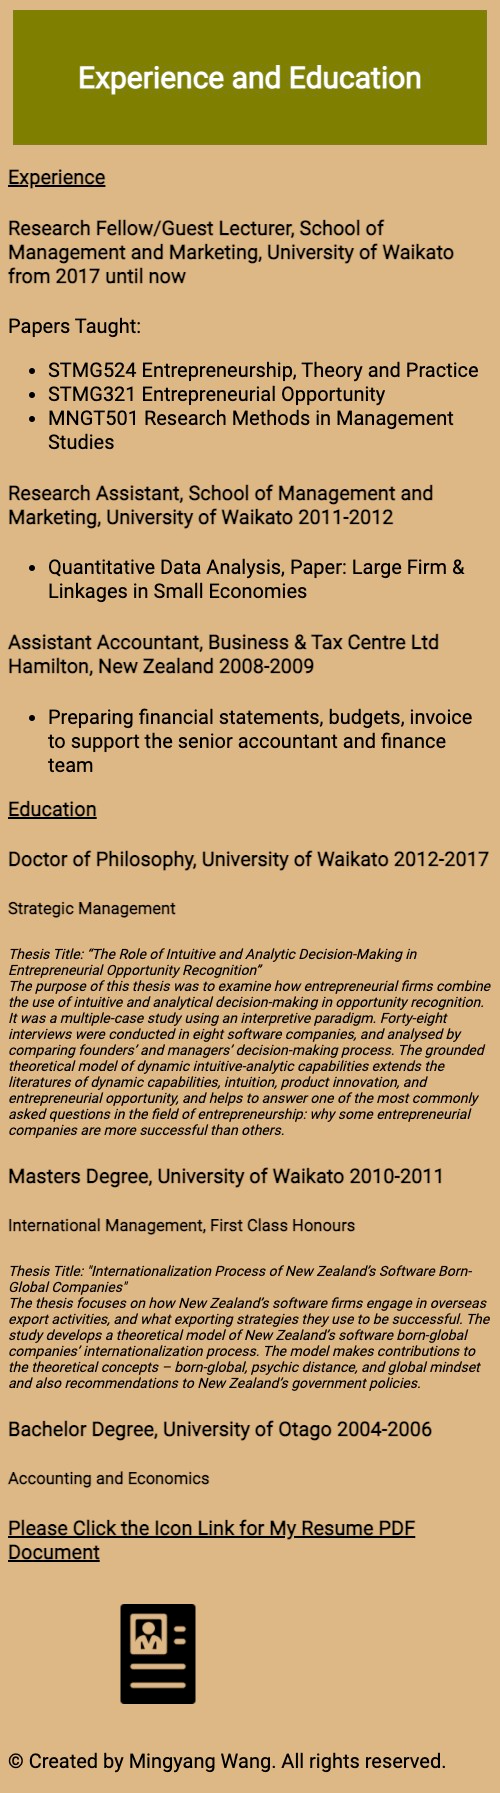 Experience and Education
Experience
Research Fellow/Guest Lecturer, School of
Management and Marketing, University of Waikato
from 2017 until now
Papers Taught:
• STMG524 Entrepreneurship, Theory and Practice
• STMG321 Entrepreneurial Opportunity
• MNGT501 Research Methods in Management
Studies
Research Assistant, School of Management and
Marketing, University of Waikato 2011-2012
• Quantitative Data Analysis, Paper: Large Firm &
Linkages in Small Economies
Assistant Accountant, Business & Tax Centre Ltd
Hamilton, New Zealand 2008-2009
• Preparing financial statements, budgets, invoice
to support the senior accountant and finance
team
Education
Doctor of Philosophy, University of Waikato 2012-2017
Strategic Management
Thesis Title: “The Role of Intuitive and Analytic Decision-Making in
Entrepreneurial Opportunity Recognition”
The purpose of this thesis was to examine how entrepreneurial firms combine
the use of intuitive and analytical decision-making in opportunity recognition.
It was a multiple-case study using an interpretive paradigm. Forty-eight
interviews were conducted in eight software companies, and analysed by
comparing founders’ and managers’ decision-making process. The grounded
theoretical model of dynamic intuitive-analytic capabilities extends the
literatures of dynamic capabilities, intuition, product innovation, and
entrepreneurial opportunity, and helps to answer one of the most commonly
asked questions in the field of entrepreneurship: why some entrepreneurial
companies are more successful than others.
Masters Degree, University of Waikato 2010-2011
International Management, First Class Honours
Thesis Title: "Internationalization Process of New Zealand’s Software Born-
Global Companies"
The thesis focuses on how New Zealand’s software firms engage in overseas
export activities, and what exporting strategies they use to be successful. The
study develops a theoretical model of New Zealand’s software born-global
companies’ internationalization process. The model makes contributions to
the theoretical concepts – born-global, psychic distance, and global mindset
and also recommendations to New Zealand’s government policies.
Bachelor Degree, University of Otago 2004-2006
Accounting and Economics
Please Click the Icon Link for My Resume PDF
Document
© Created by Mingyang Wang. All rights reserved.